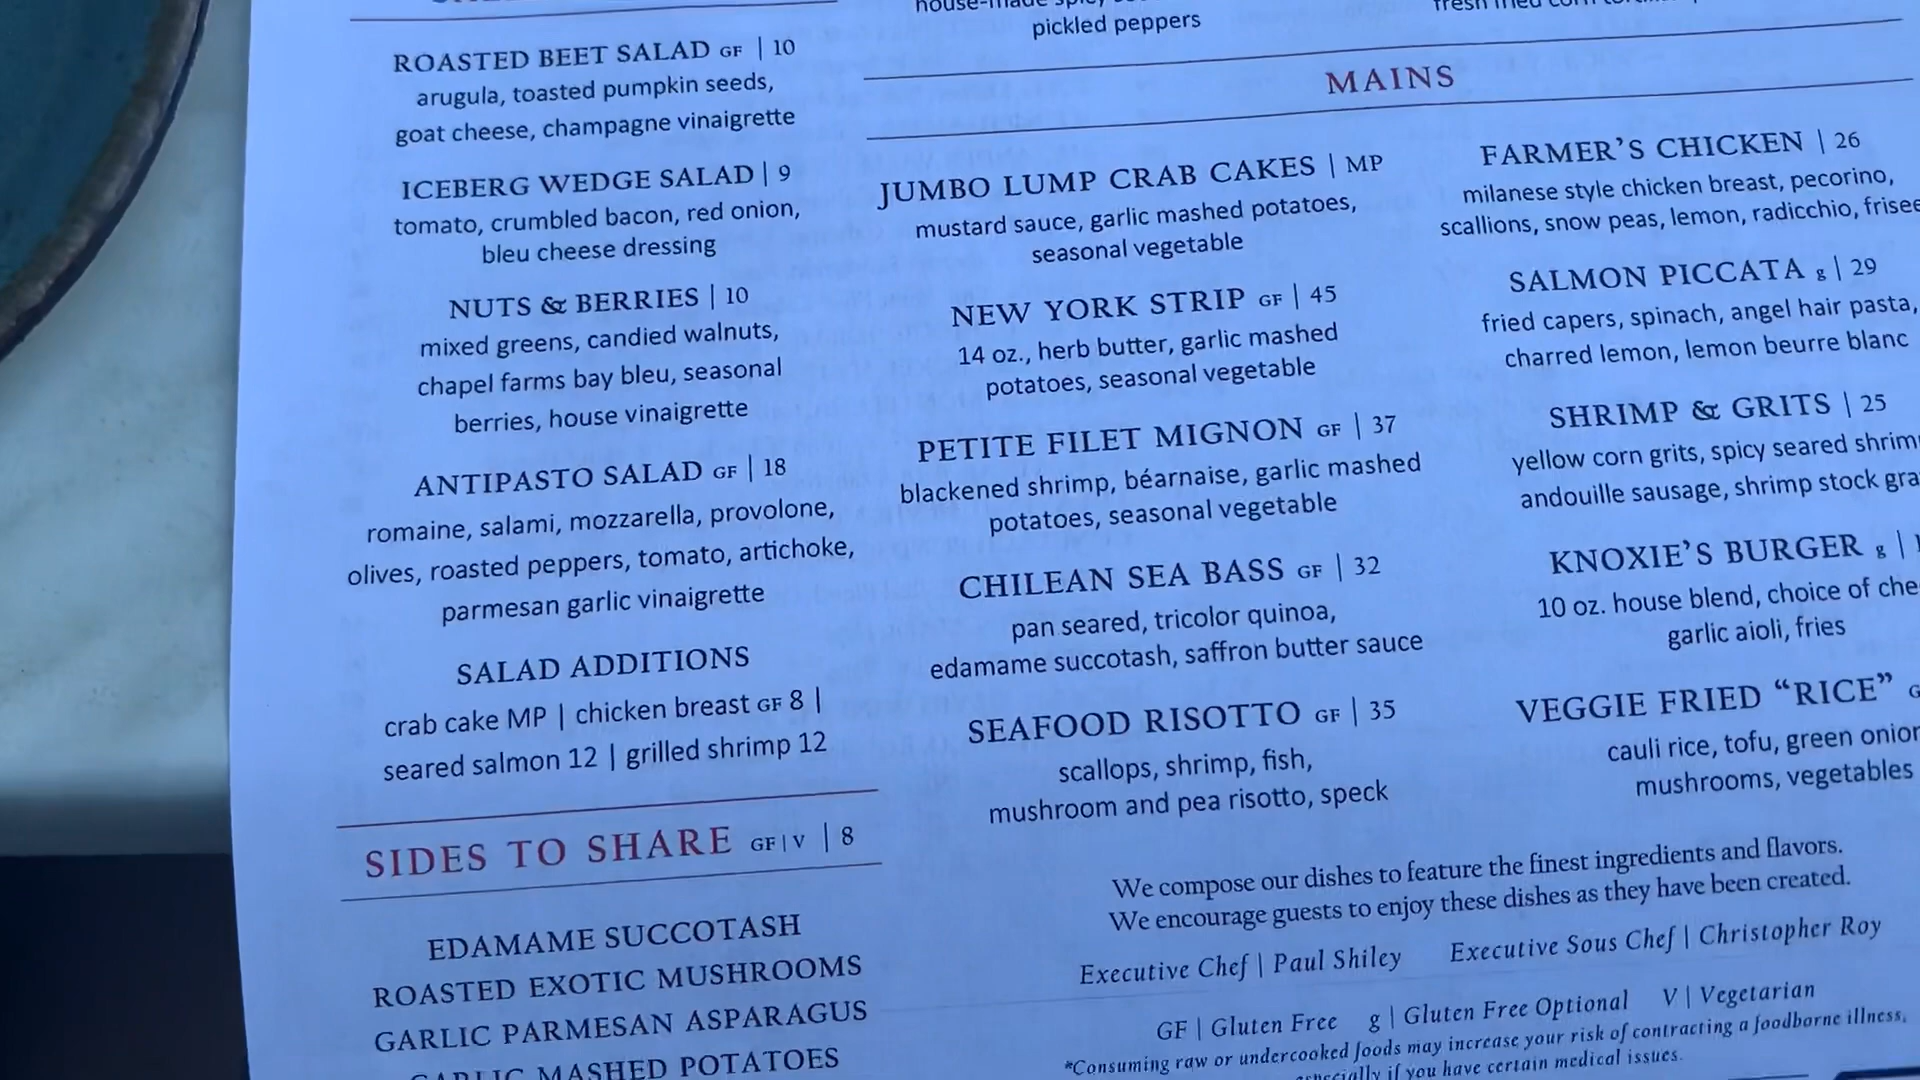 pickled peppers
ROASTED BEET SALAD GF | 10
arugula, toasted pumpkin seeds,
goat cheese, champagne vinaigrette
ICEBERG WEDGE SALAD | 9
tomato, crumbled bacon, red onion,
bleu cheese dressing
NUTS & BERRIES | 10
mixed greens, candied walnuts,
chapel farms bay bleu, seasonal
berries, house vinaigrette
ANTIPASTO SALAD GF | 18
romaine, salami, mozzarella, provolone,
olives, roasted peppers, tomato, artichoke,
parmesan garlic vinaigrette
SALAD ADDITIONS
crab cake MP | chicken breast GF 8 |
seared salmon 12 | grilled shrimp 12
SIDES TO SHARE GF | V | 8
EDAMAME SUCCOTASH
ROASTED EXOTIC MUSHROOMS
GARLIC PARMESAN ASPARAGUS
GARLIC MASHED POTATOES
MAINS
JUMBO LUMP CRAB CAKES | MP
mustard sauce, garlic mashed potatoes,
seasonal vegetable
NEW YORK STRIP GF | 45
14 oz., herb butter, garlic mashed
potatoes, seasonal vegetable
PETITE FILET MIGNON GF | 37
blackened shrimp, béarnaise, garlic mashed
potatoes, seasonal vegetable
CHILEAN SEA BASS GF | 32
pan seared, tricolor quinoa,
edamame succotash, saffron butter sauce
SEAFOOD RISOTTO GF | 35
scallops, shrimp, fish,
mushroom and pea risotto, speck
FARMER'S CHICKEN | 26
milanese style chicken breast, pecorino,
scallions, snow peas, lemon, radicchio, frisee
SALMON PICCATA g | 29
fried capers, spinach, angel hair pasta,
charred lemon, lemon beurre blanc
SHRIMP & GRITS | 25
yellow corn grits, spicy seared
andouille sausage, shrimp stock
KNOXIE'S BURGER g |
10 oz. house blend, choice of
garlic aioli, fries
VEGGIE FRIED "RICE"
cauli rice, tofu, green
mushrooms, vegetables
We compose our dishes to feature the finest ingredients and flavors.
We encourage guests to enjoy these dishes as they have been created.
Executive Chef | Paul Shiley Executive Sous Chef | Christopher Roy
GF | Gluten Free g | Gluten Free Optional V | Vegetarian
*Consuming raw or undercooked foods may increase your risk of contracting a foodborne illness,
especially if you have certain medical issues.